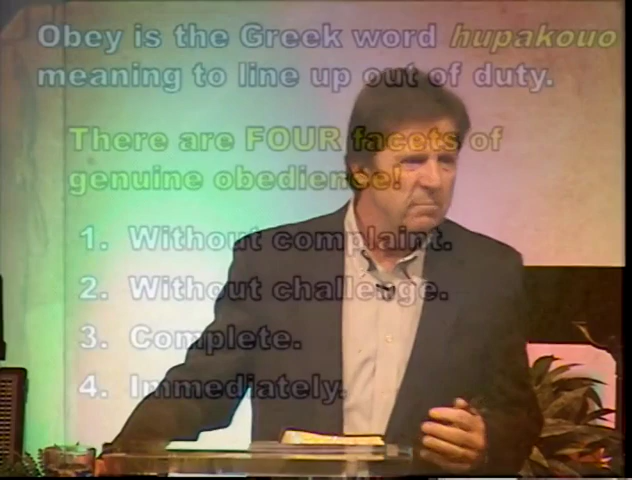 Obey is the Greek word hupakouo
meaning to line up out of duty.
There are FOUR facets of
genuine obedience!
1. Without complaint.
2. Without challenge.
3. Complete.
4. Immediately.